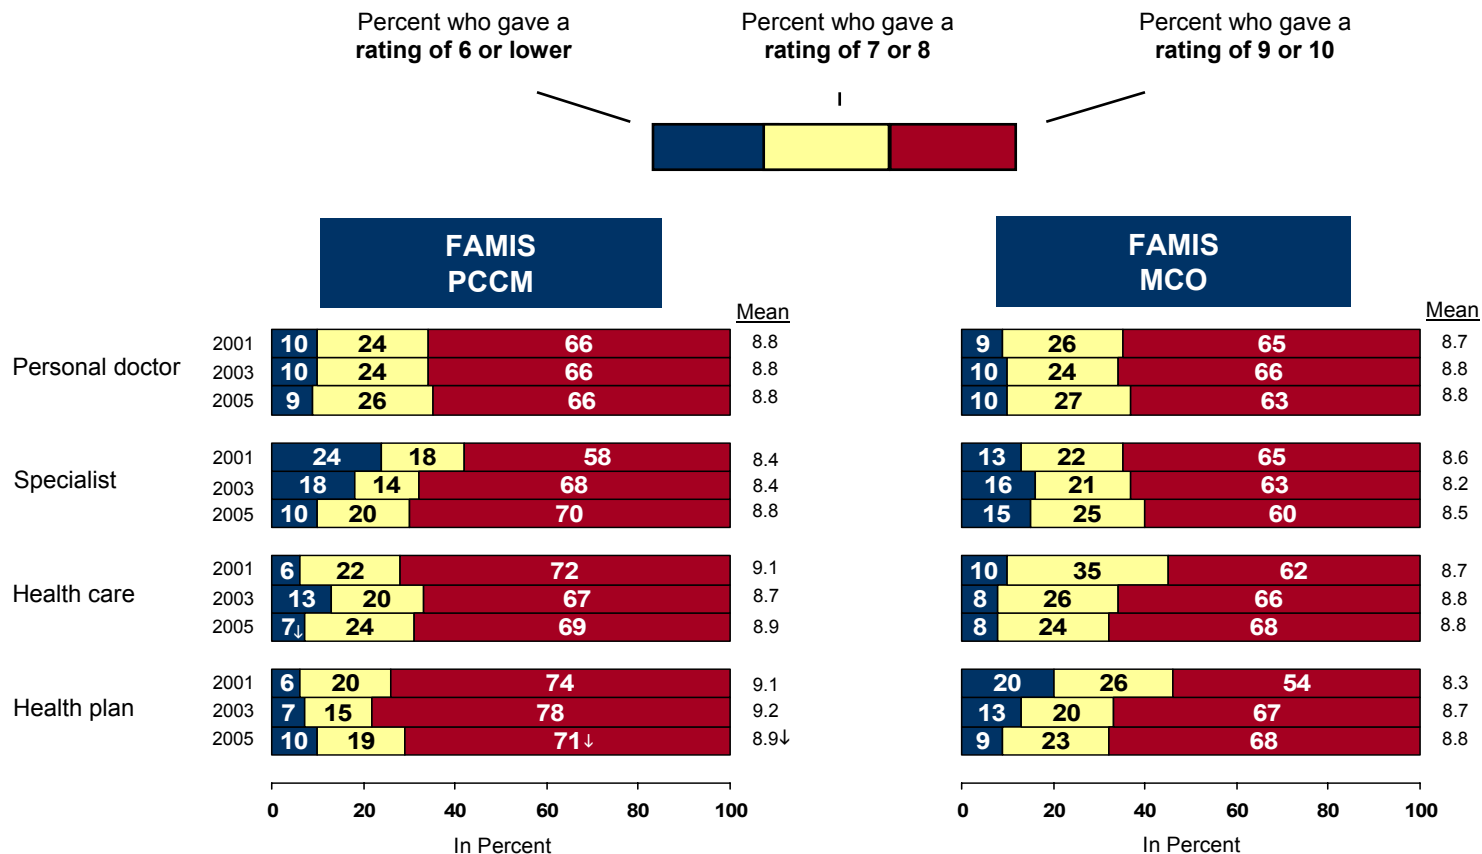 Percent who gave a
rating of 6 or lower
Percent who gave a
rating of 7 or 8
Percent who gave a
rating of 9 or 10
FAMIS
PCCM
FAMIS
MCO
Mean
Mean
Personal doctor
2001 10 24 66 8.8
9 26 65 8.7
2003 10 24 66 8.8
10 24 66 8.8
2005 9 26 66 8.8
10 27 63 8.8
Specialist
2001 24 18 58 8.4
13 22 65 8.6
2003 18 14 68 8.4
16 21 63 8.2
2005 10 20 70 8.8
15 25 60 8.5
Health care
2001 6 22 72 9.1
10 35 62 8.7
2003 13 20 67 8.7
8 26 66 8.8
2005 7↓ 24 69 8.9
8 24 68 8.8
Health plan
2001 6 20 74 9.1
20 26 54 8.3
2003 7 15 78 9.2
13 20 67 8.7
2005 10 19 71↓ 8.9↓
9 23 68 8.8
0 20 40 60 80 100
0 20 40 60 80 100
In Percent
In Percent